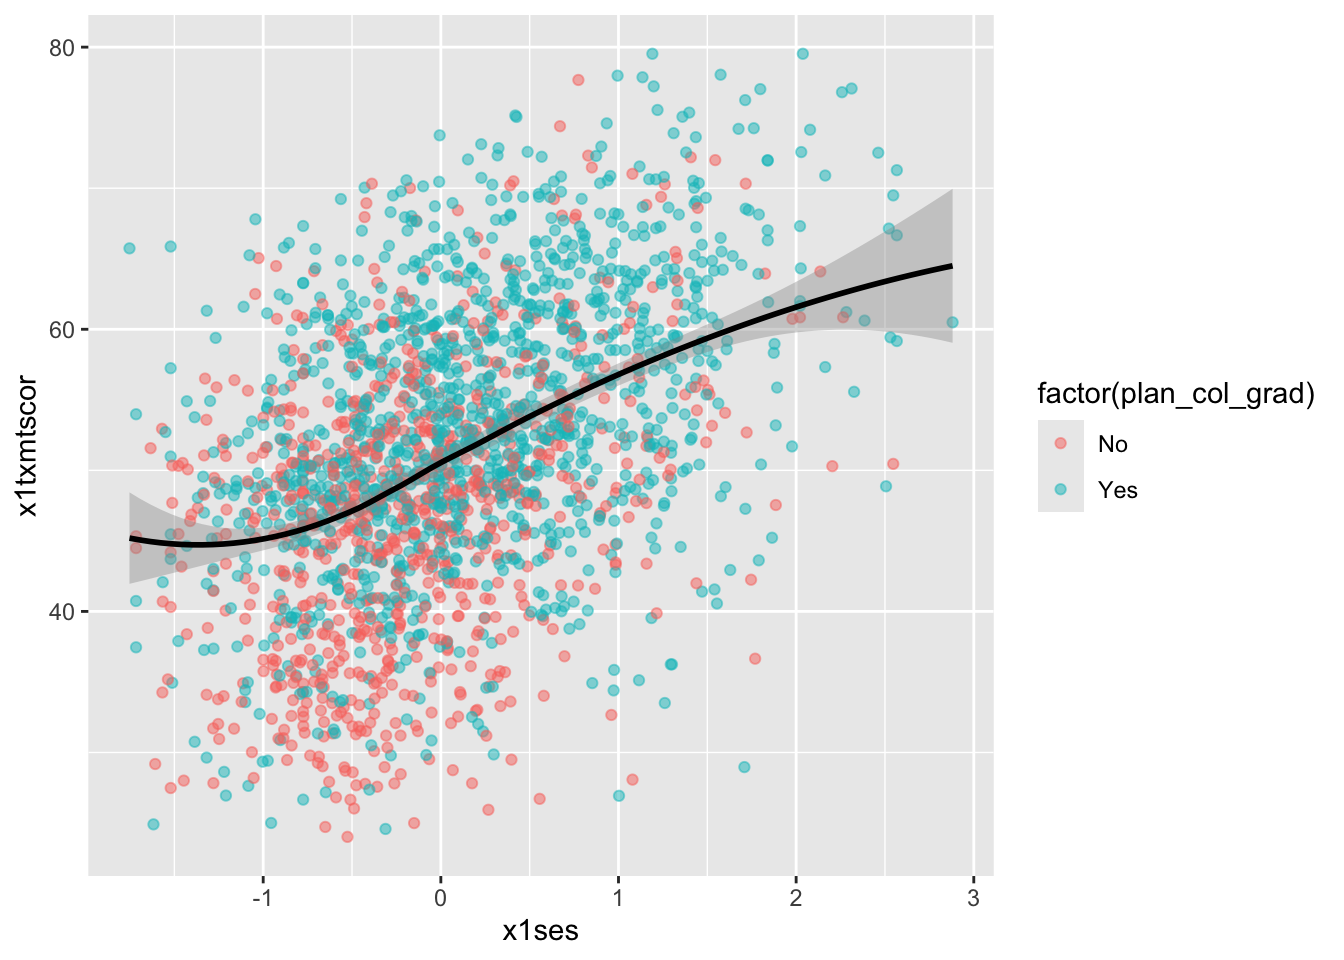 80
60
40
x1txmtscor
-1
0
1
2
3
x1ses
factor(plan_col_grad)
No
Yes